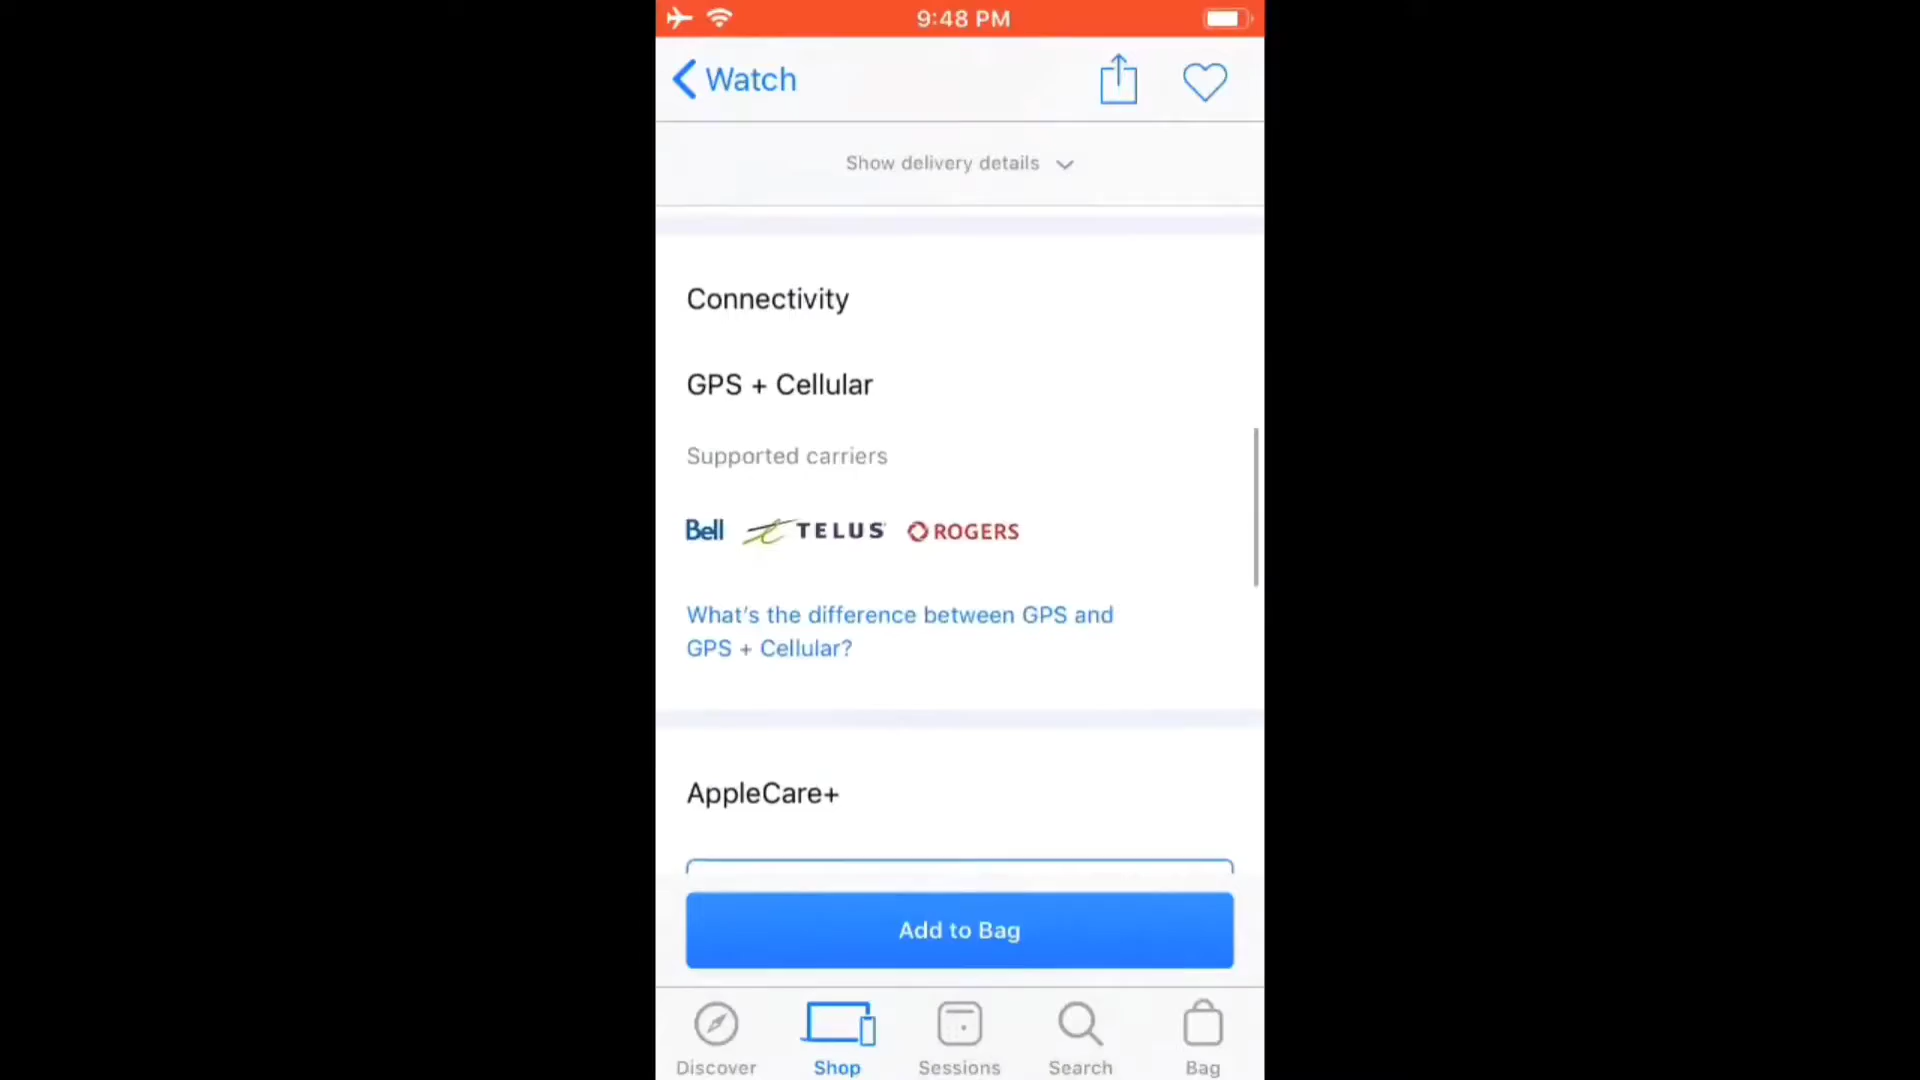 9:48 PM
Watch
Show delivery details
Connectivity
GPS + Cellular
Supported carriers
Bell TELUS ROGERS
What's the difference between GPS and
GPS + Cellular?
AppleCare+
Add to Bag
Discover Shop Sessions Search Bag